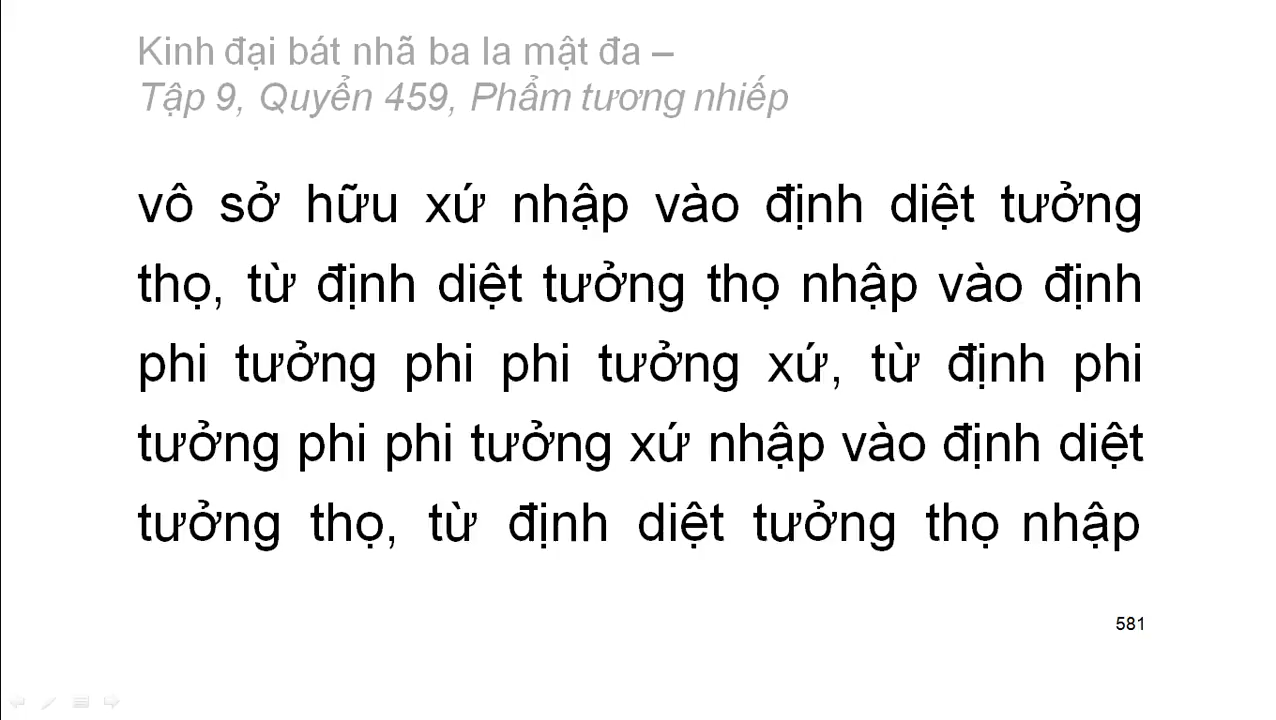 Kinh đại bát nhã ba la mật đa –
Tập 9, Quyển 459, Phẩm tương nhiếp
vô sở hữu xứ nhập vào định diệt tưởng
thọ, từ định diệt tưởng thọ nhập vào định
phi tưởng phi phi tưởng xứ, từ định phi
tưởng phi phi tưởng xứ nhập vào định diệt
tưởng thọ, từ định diệt tưởng thọ nhập
581